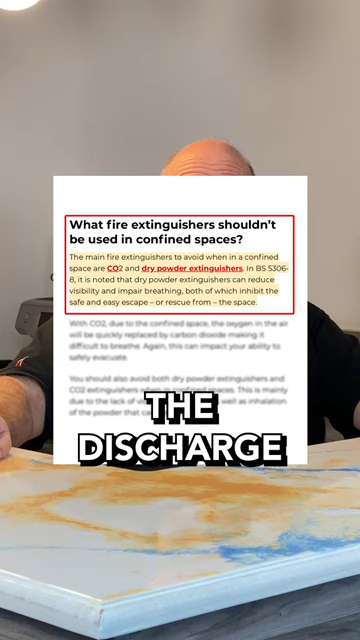 What fire extinguishers shouldn't
be used in confined spaces?
The main fire extinguishers to avoid when in a confined
space are CO2 and dry powder extinguishers. In BS 5306-
8, it is noted that dry powder extinguishers can reduce
visibility and impair breathing, both of which inhibit the
safe and easy escape – or rescue from – the space.
With CO2, due to the confined space, the oxygen in the air
will be quickly replaced by carbon dioxide making it
difficult to breathe. Again, this can impact your ability to
safely evacuate.
You should also avoid both dry powder extinguishers and
CO2 extinguishers when in confined spaces. This is mainly
due to the lack of vis well as inhalation
of the powder that ca
THE
DISCHARGE